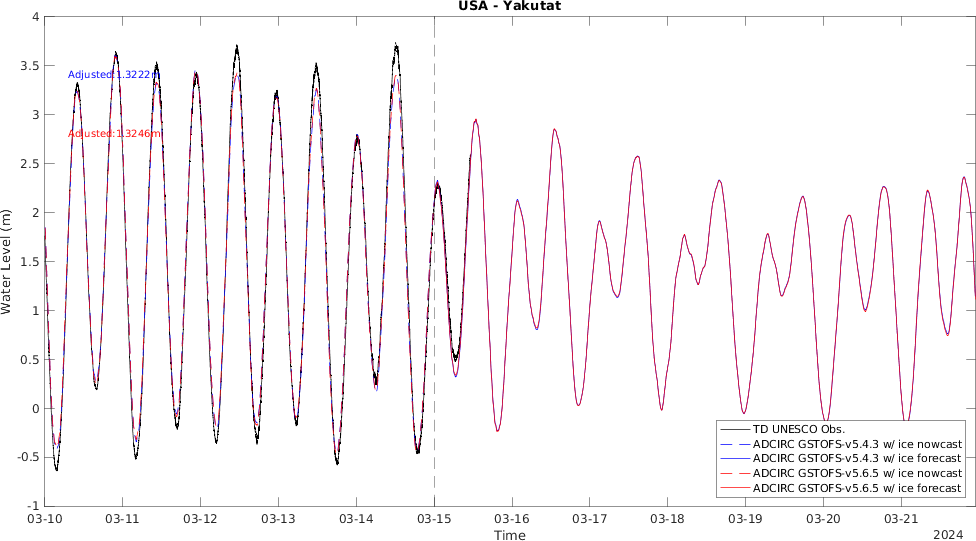 USA - Yakutat
4
3.5
3
2.5
2
1.5
1
0.5
0
-0.5
-1
Water Level (m)
Adjusted:1.3222m
Adjusted:1.3246m
TD UNESCO Obs.
ADCIRC GSTOFS-v5.4.3 w/ ice nowcast
ADCIRC GSTOFS-v5.4.3 w/ ice forecast
ADCIRC GSTOFS-v5.6.5 w/ ice nowcast
ADCIRC GSTOFS-v5.6.5 w/ ice forecast
03-10 03-11 03-12 03-13 03-14 03-15 03-16 03-17 03-18 03-19 03-20 03-21
Time
2024